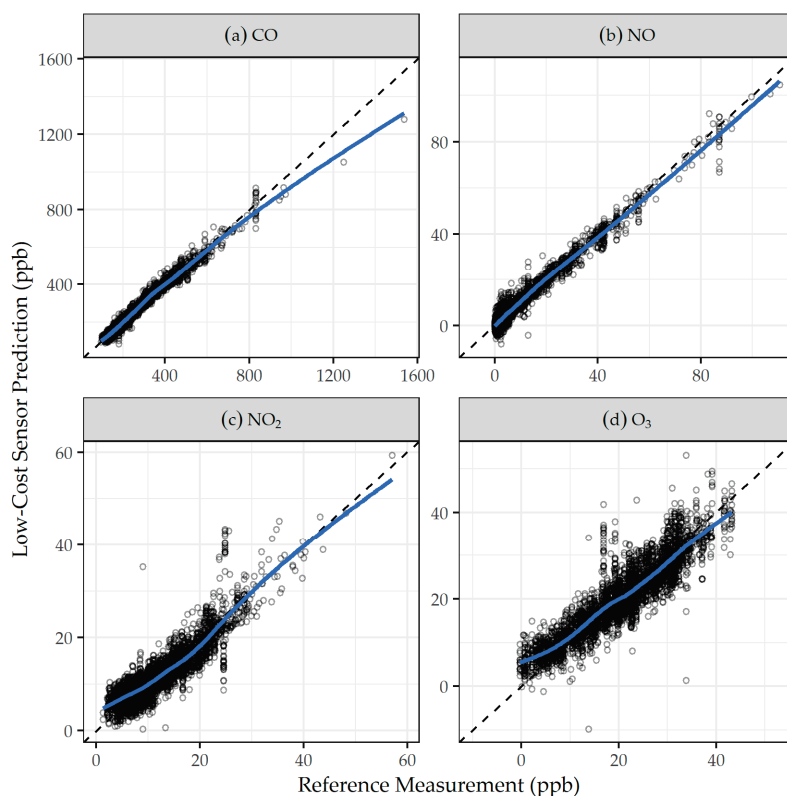 (a) CO
(b) NO
1600
1200
800
400
80
40
0
400 800 1200 1600
0 40 80
(c) NO₂
(d) O₃
60
40
20
0
40
20
0
0 20 40 60
0 20 40
Low-Cost Sensor Prediction (ppb)
Reference Measurement (ppb)